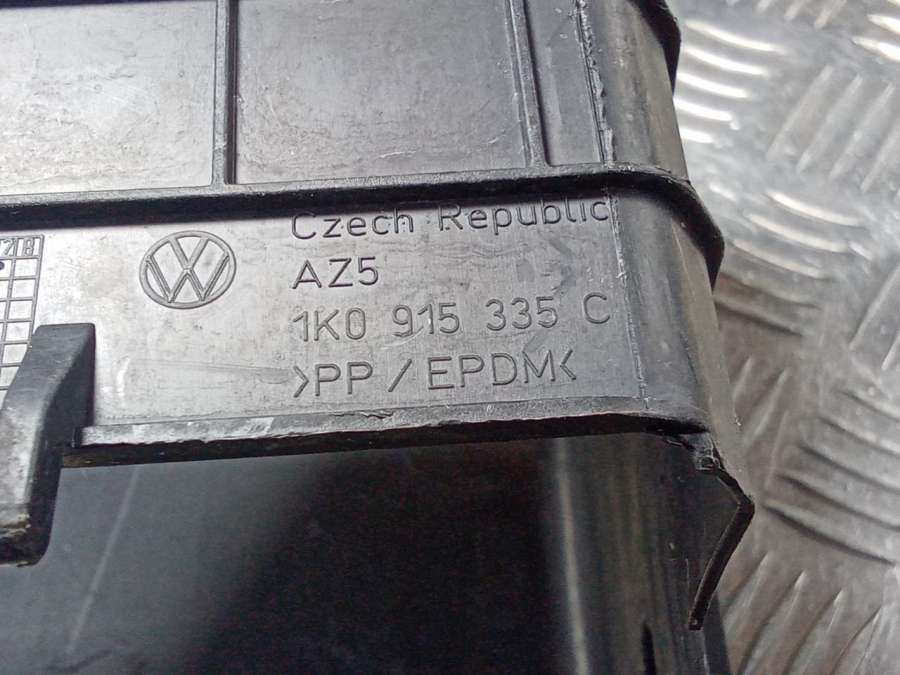 Czech Republic
AZ5
1K0 915 335 C
>PP/EPDM<